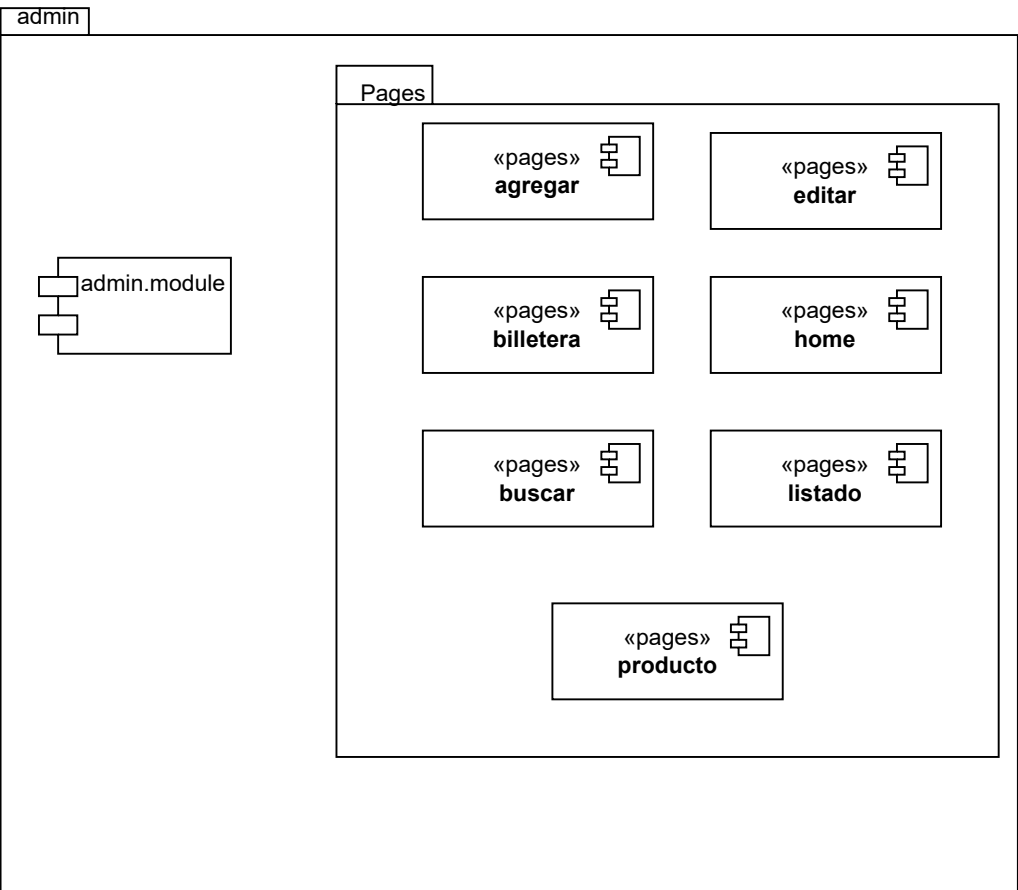 admin
Pages
«pages»
agregar
«pages»
editar
admin.module
«pages»
billetera
«pages»
home
«pages»
buscar
«pages»
listado
«pages»
producto